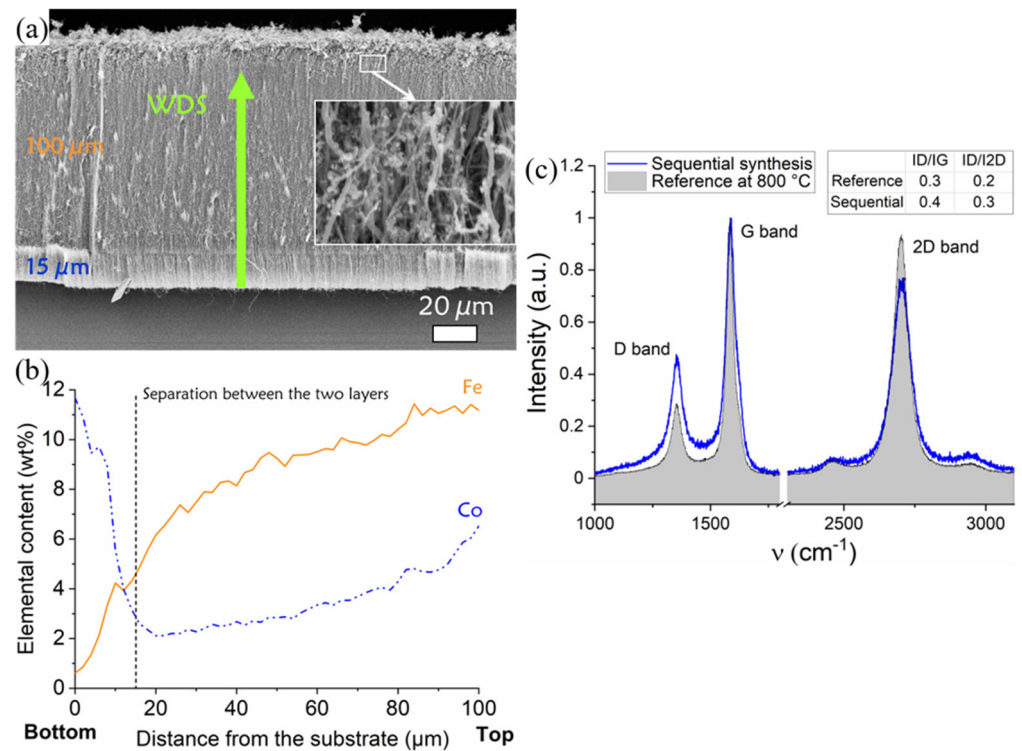 (a)
WDS
100 μm
15 μm
20 μm
(b)
Separation between the two layers
Fe
Co
Elemental content (wt%)
12
10
8
6
4
2
0
0
20
40
60
80
100
Bottom
Distance from the substrate (μm)
Top
(c)
Sequential synthesis
Reference at 800 °C
ID/IG ID/I2D
Reference 0.3 0.2
Sequential 0.4 0.3
G band
2D band
D band
Intensity (a.u.)
1.2
1
0.8
0.6
0.4
0.2
0
1000
1500
2500
3000
ν (cm-1)